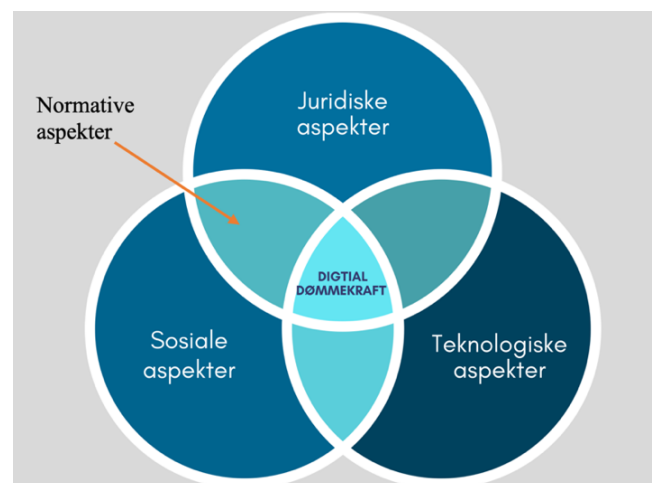 Juridiske
aspekter
Normative
aspekter
DIGTIAL
DØMMEKRAFT
Sosiale
aspekter
Teknologiske
aspekter